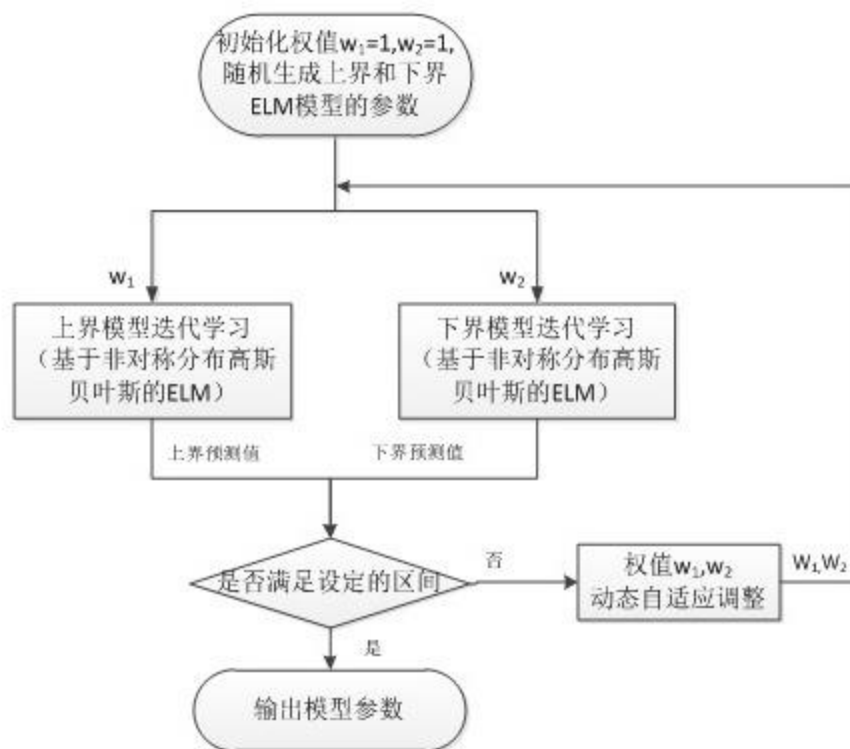 初始化权值w₁=1,w₂=1,
随机生成上界和下界
ELM模型的参数
w₁
w₂
上界模型迭代学习
（基于非对称分布高斯
贝叶斯的ELM）
下界模型迭代学习
（基于非对称分布高斯
贝叶斯的ELM）
上界预测值
下界预测值
是否满足设定的区间
否
权值w₁,w₂
动态自适应调整
W₁,W₂
是
输出模型参数